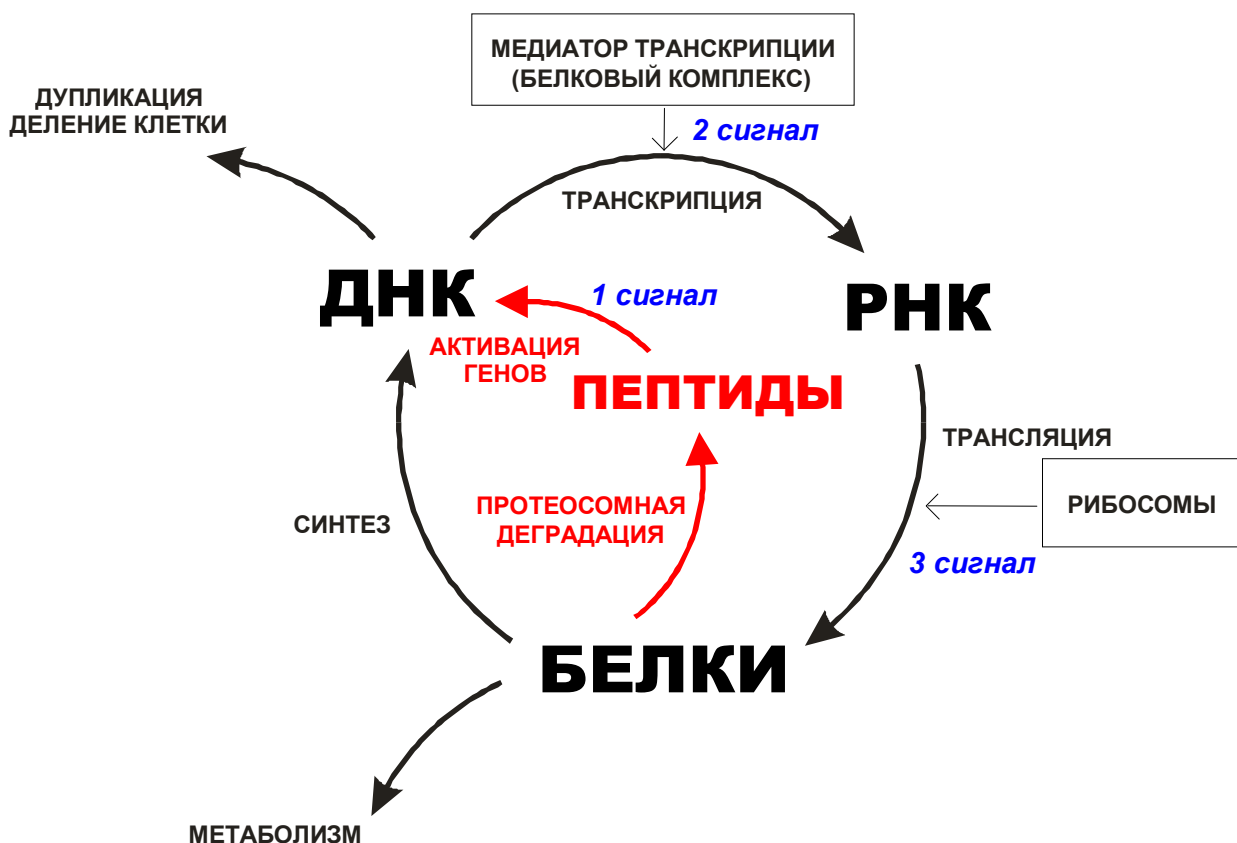 МЕДИАТОР ТРАНСКРИПЦИИ
(БЕЛКОВЫЙ КОМПЛЕКС)
ДУПЛИКАЦИЯ
ДЕЛЕНИЕ КЛЕТКИ
2 сигнал
ТРАНСКРИПЦИЯ
ДНК
1 сигнал
РНК
АКТИВАЦИЯ
ГЕНОВ
ПЕПТИДЫ
ТРАНСЛЯЦИЯ
РИБОСОМЫ
СИНТЕЗ
ПРОТЕОСОМНАЯ
ДЕГРАДАЦИЯ
3 сигнал
БЕЛКИ
МЕТАБОЛИЗМ